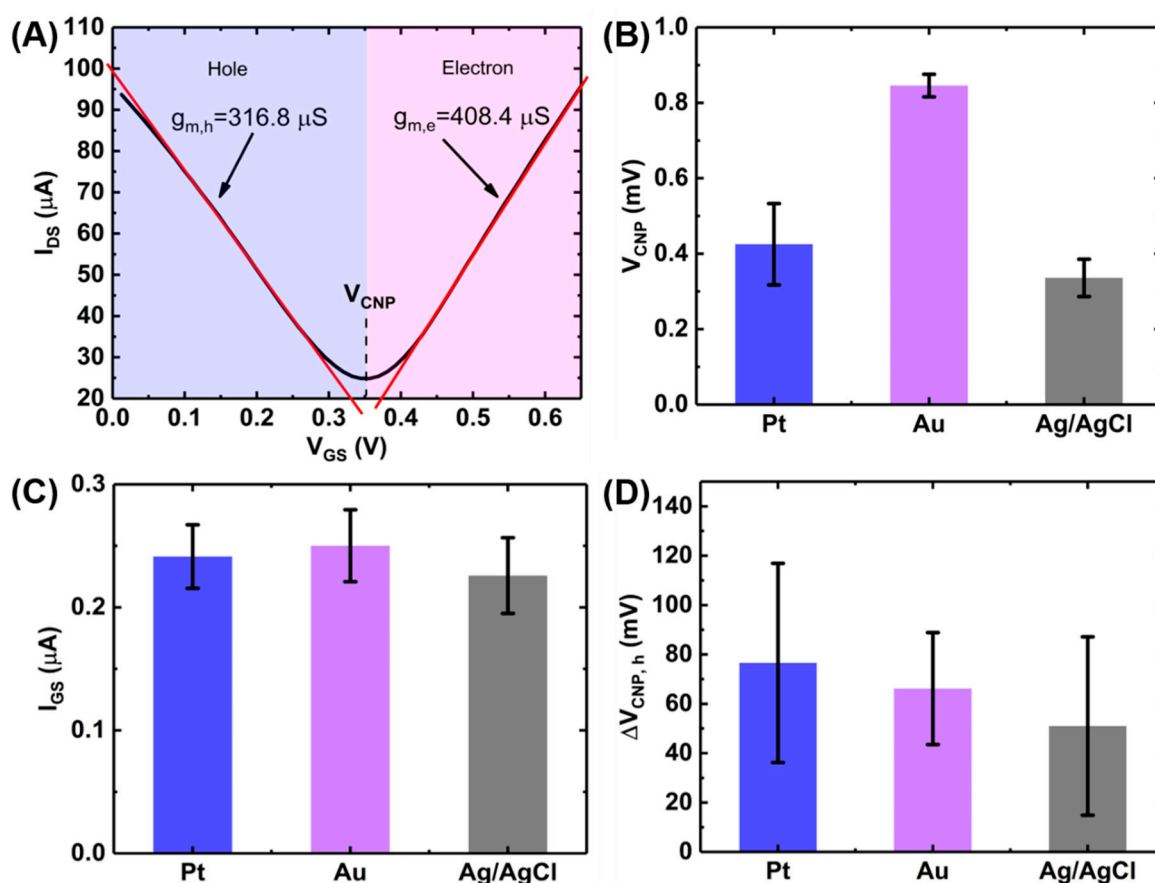 (A)
110
100
90
80
70
60
50
40
30
20
I_DS (μA)
Hole
Electron
g_m,h=316.8 μS
g_m,e=408.4 μS
V_CNP
0.0 0.1 0.2 0.3 0.4 0.5 0.6
V_GS (V)
(B)
1.0
0.8
0.6
0.4
0.2
0.0
V_CNP (mV)
Pt Au Ag/AgCl
(C)
0.3
0.2
0.1
0.0
I_GS (μA)
Pt Au Ag/AgCl
(D)
140
120
100
80
60
40
20
0
ΔV_CNP, h (mV)
Pt Au Ag/AgCl